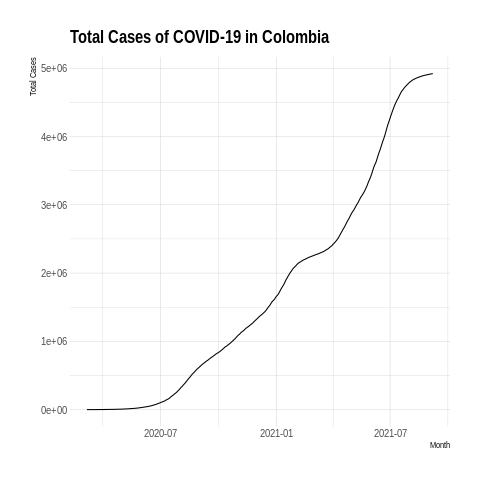 Total Cases of COVID-19 in Colombia
Total Cases
5e+06
4e+06
3e+06
2e+06
1e+06
0e+00
2020-07
2021-01
2021-07
Month